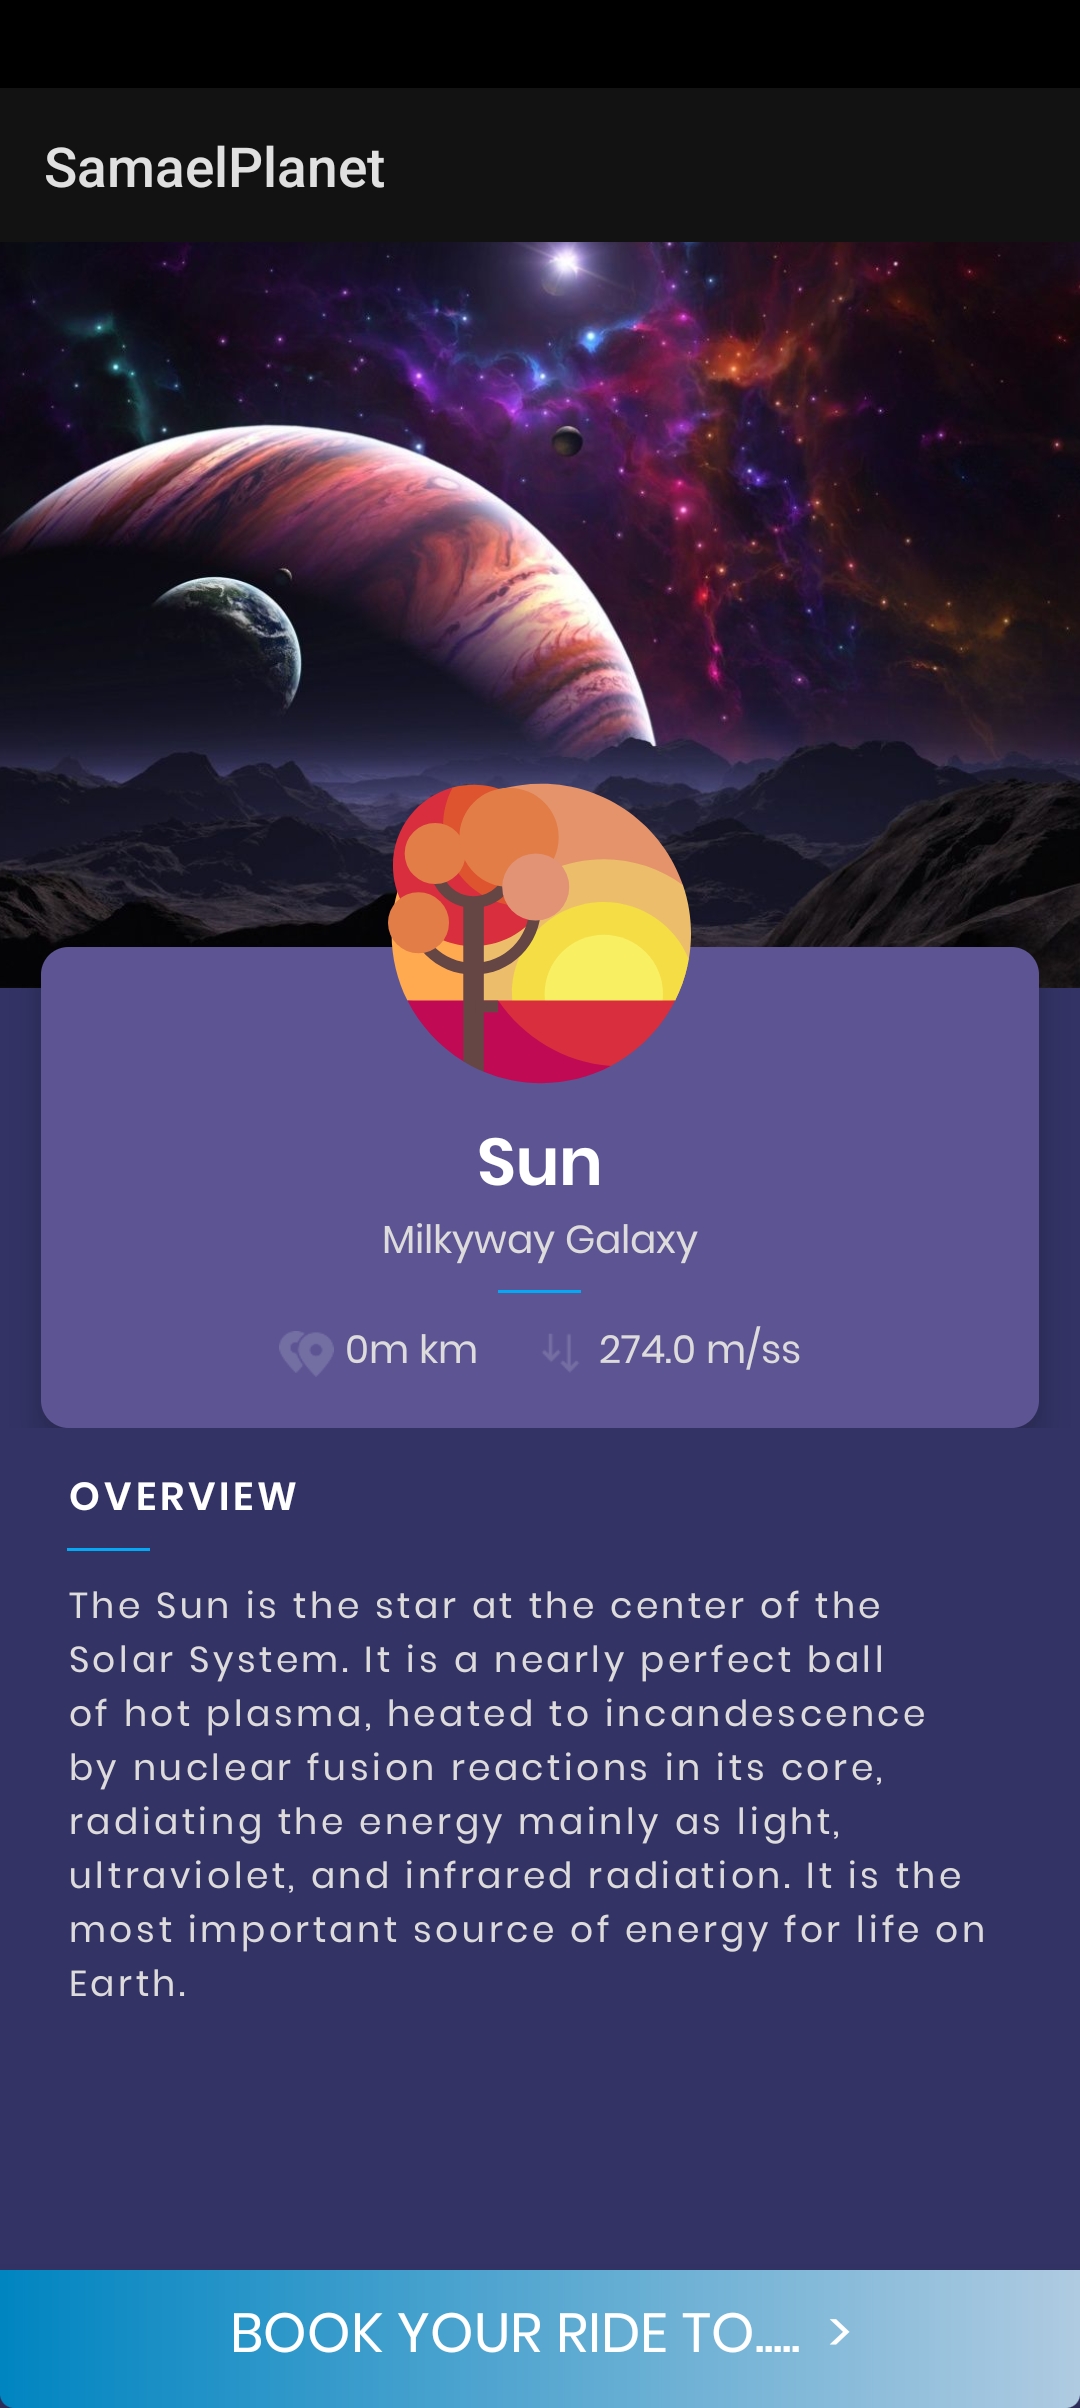 SamaelPlanet
Sun
Milkyway Galaxy
0m km 274.0 m/ss
OVERVIEW
The Sun is the star at the center of the
Solar System. It is a nearly perfect ball
of hot plasma, heated to incandescence
by nuclear fusion reactions in its core,
radiating the energy mainly as light,
ultraviolet, and infrared radiation. It is the
most important source of energy for life on
Earth.
BOOK YOUR RIDE TO..... >